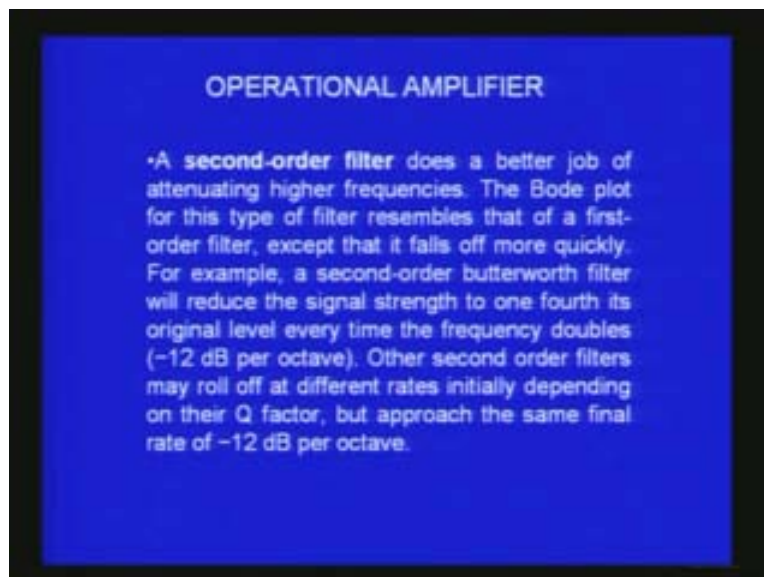 OPERATIONAL AMPLIFIER
•A second-order filter does a better job of
attenuating higher frequencies. The Bode plot
for this type of filter resembles that of a first-
order filter, except that it falls off more quickly.
For example, a second-order butterworth filter
will reduce the signal strength to one fourth its
original level every time the frequency doubles
(−12 dB per octave). Other second order filters
may roll off at different rates initially depending
on their Q factor, but approach the same final
rate of −12 dB per octave.